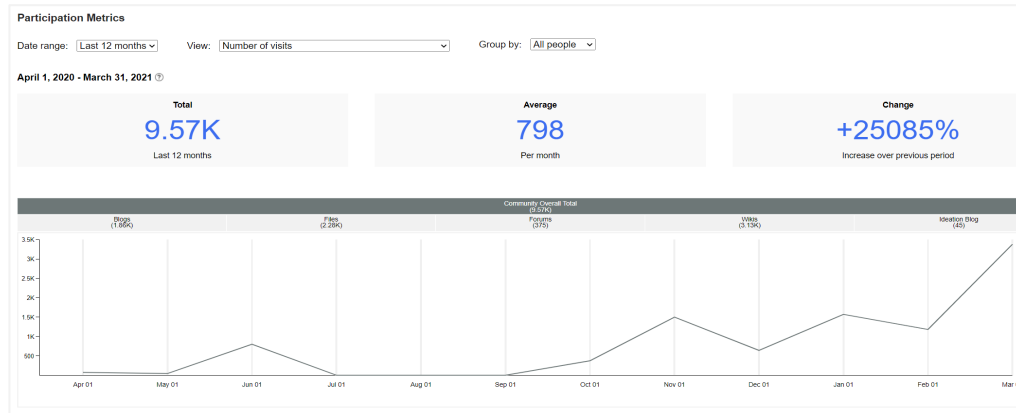 Participation Metrics
Date range: Last 12 months View: Number of visits Group by: All people
April 1, 2020 - March 31, 2021 ?
Total Average Change
9.57K 798 +25085%
Last 12 months Per month Increase over previous period
Community Overall Total
(9.57K)
Blogs Files Forums Wikis Ideation Blog
(1.86K) (2.28K) (375) (3.13K) (45)
3.5K
3K
2.5K
2K
1.5K
1K
500
Apr 01 May 01 Jun 01 Jul 01 Aug 01 Sep 01 Oct 01 Nov 01 Dec 01 Jan 01 Feb 01 Mar